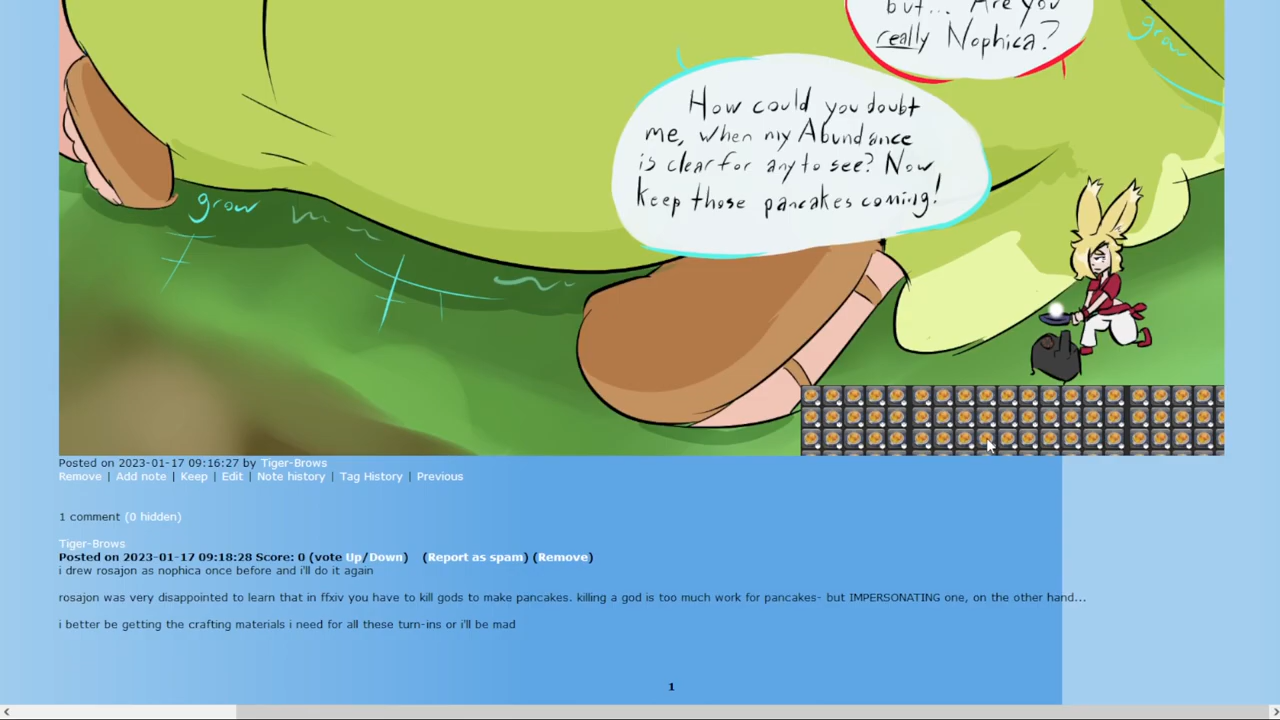 but... Are you
really Nophica?
grow
How could you doubt
me, when my Abundance
is clear for any to see? Now
keep those pancakes coming!
grow
Posted on 2023-01-17 09:16:27 by Tiger-Brows
Remove | Add note | Keep | Edit | Note history | Tag History | Previous
1 comment (0 hidden)
Tiger-Brows
Posted on 2023-01-17 09:18:28 Score: 0 (vote Up/Down) (Report as spam) (Remove)
i drew rosajon as nophica once before and i'll do it again
rosajon was very disappointed to learn that in ffxiv you have to kill gods to make pancakes. killing a god is too much work for pancakes- but IMPERSONATING one, on the other hand...
i better be getting the crafting materials i need for all these turn-ins or i'll be mad
1